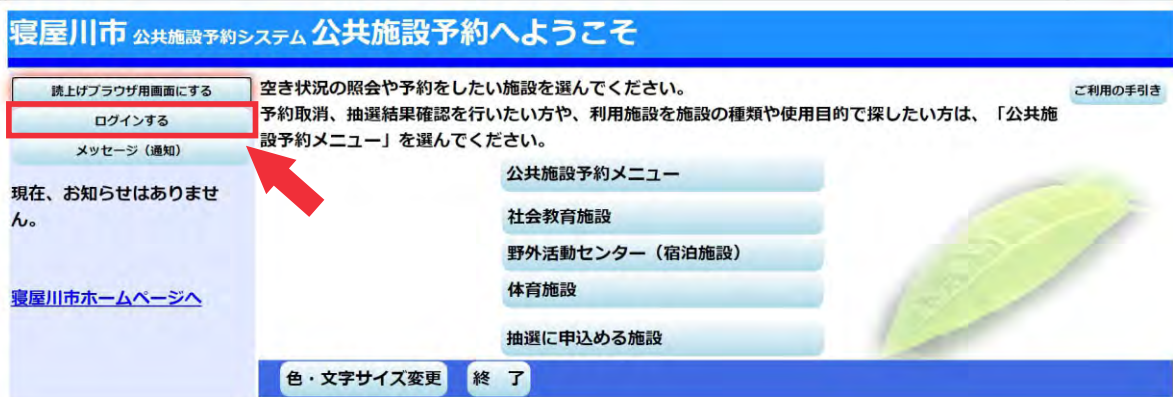 寝屋川市 公共施設予約システム 公共施設予約へようこそ
読上げブラウザ用画面にする
ログインする
メッセージ（通知）
現在、お知らせはありませ
ん。
寝屋川市ホームページへ
空き状況の照会や予約をしたい施設を選んでください。
予約取消、抽選結果確認を行いたい方や、利用施設を施設の種類や使用目的で探したい方は、「公共施
設予約メニュー」を選んでください。
ご利用の手引き
公共施設予約メニュー
社会教育施設
野外活動センター（宿泊施設）
体育施設
抽選に申込める施設
色・文字サイズ変更
終 了